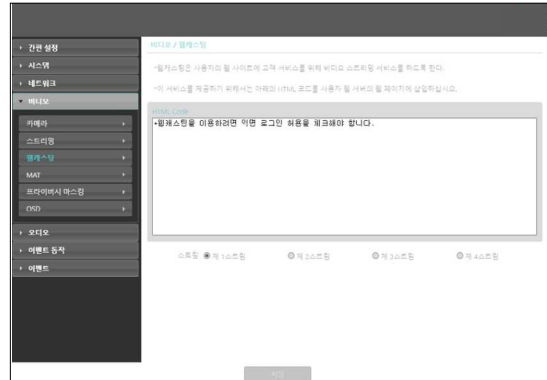 간편 설정
시스템
네트워크
비디오
카메라
스트리밍
웹캐스팅
MAT
프라이버시 마스킹
OSD
오디오
이벤트 동작
이벤트
비디오 / 웹캐스팅
•웹캐스팅은 사용자의 웹 사이트에 고객 서비스를 위해 비디오 스트리밍 서비스를 하도록 한다.
•이 서비스를 제공하기 위해서는 아래의 HTML 코드를 사용자 웹 서버의 웹 페이지에 삽입하십시오.
HTML Code
*웹캐스팅을 이용하려면 익명 로그인 허용을 체크해야 합니다.
스트림 제 1스트림 제 2스트림 제 3스트림 제 4스트림